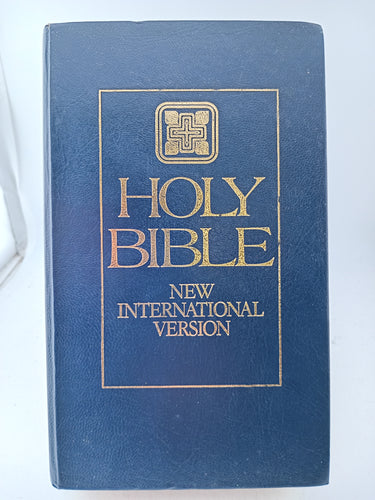 HOLY
BIBLE
NEW
INTERNATIONAL
VERSION